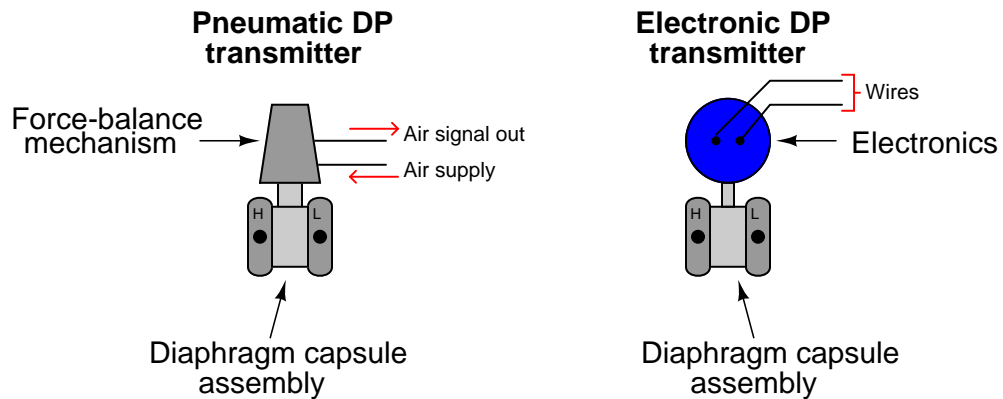 Pneumatic DP
transmitter
Force-balance
mechanism
Air signal out
Air supply
H
L
Diaphragm capsule
assembly
Electronic DP
transmitter
Wires
Electronics
H
L
Diaphragm capsule
assembly